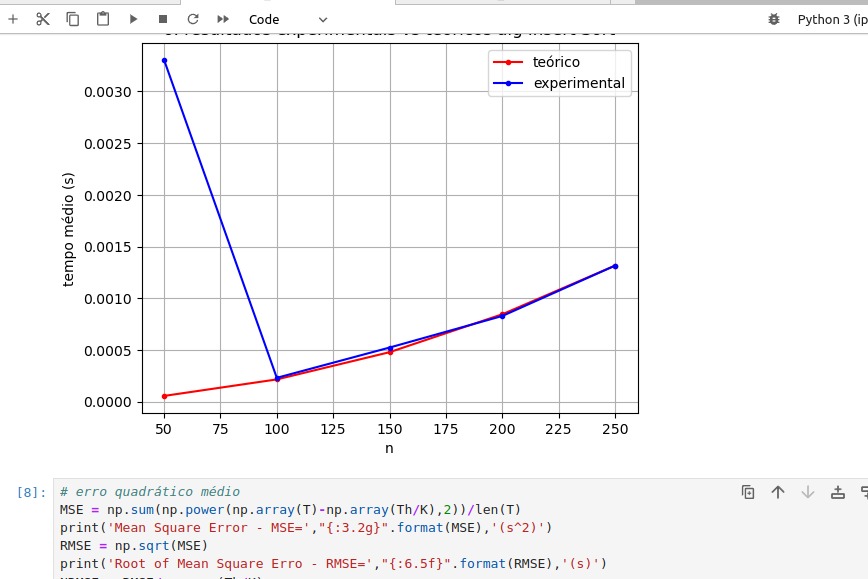 Code
Python 3 (ip
teórico
experimental
tempo médio (s)
0.0030
0.0025
0.0020
0.0015
0.0010
0.0005
0.0000
50 75 100 125 150 175 200 225 250
n
[8]:
# erro quadrático médio
MSE = np.sum(np.power(np.array(T)-np.array(Th/K),2))/len(T)
print('Mean Square Error - MSE=',"{:3.2g}".format(MSE),'(s^2)')
RMSE = np.sqrt(MSE)
print('Root of Mean Square Erro - RMSE=',"{:6.5f}".format(RMSE),'(s)')